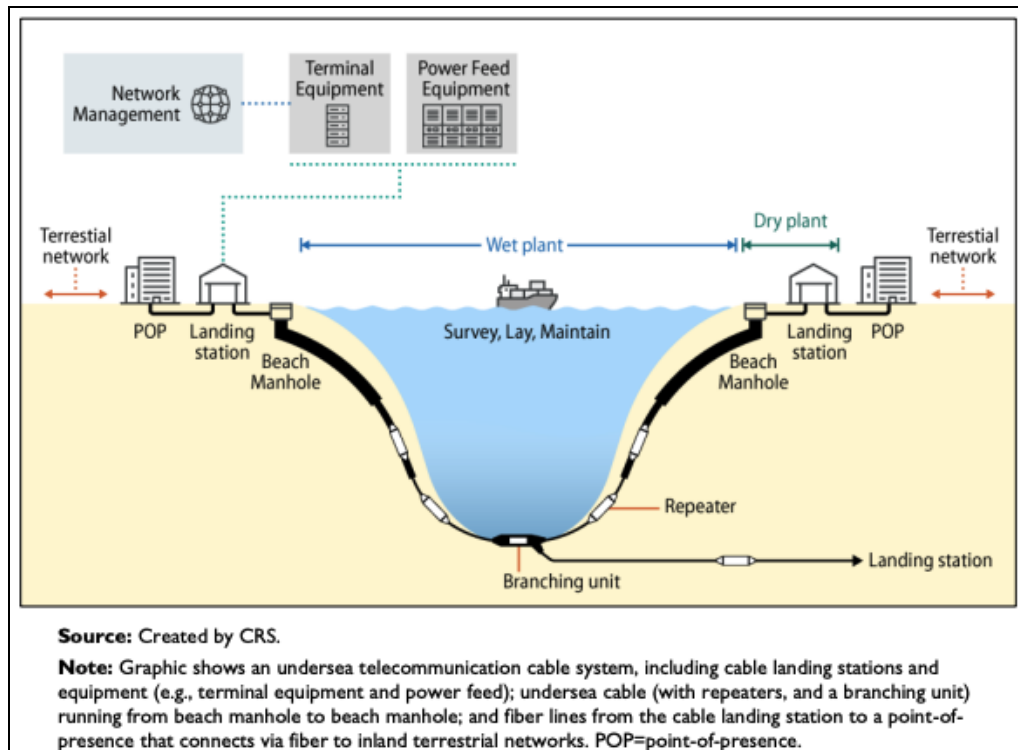 Network
Management
Terminal
Equipment
Power Feed
Equipment
Terrestial
network
Wet plant
Dry plant
Terrestial
network
POP
Landing
station
Beach
Manhole
Survey, Lay, Maintain
Beach
Manhole
Landing
station
POP
Repeater
Landing station
Branching unit
Source: Created by CRS.
Note: Graphic shows an undersea telecommunication cable system, including cable landing stations and
equipment (e.g., terminal equipment and power feed); undersea cable (with repeaters, and a branching unit)
running from beach manhole to beach manhole; and fiber lines from the cable landing station to a point-of-
presence that connects via fiber to inland terrestrial networks. POP=point-of-presence.